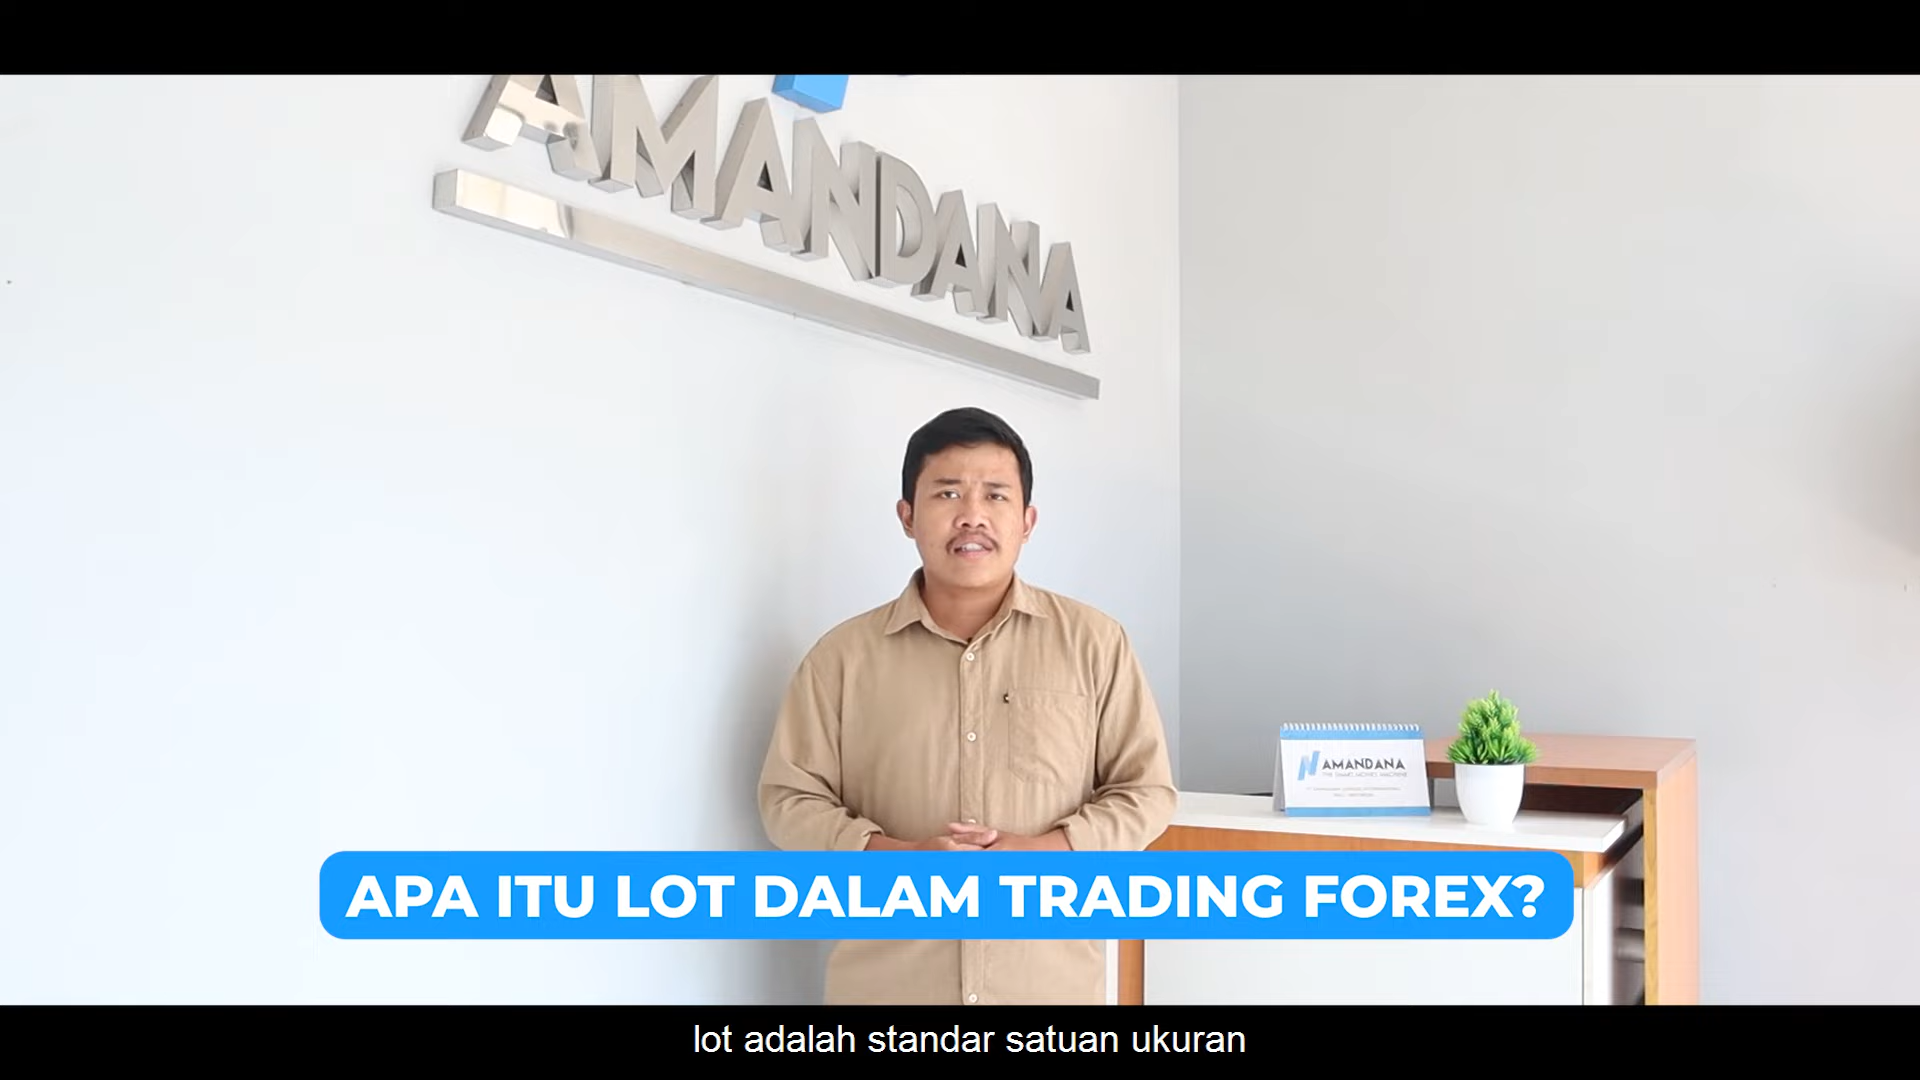 AMANDANA
AMANDANA
APA ITU LOT DALAM TRADING FOREX?
lot adalah standar satuan ukuran